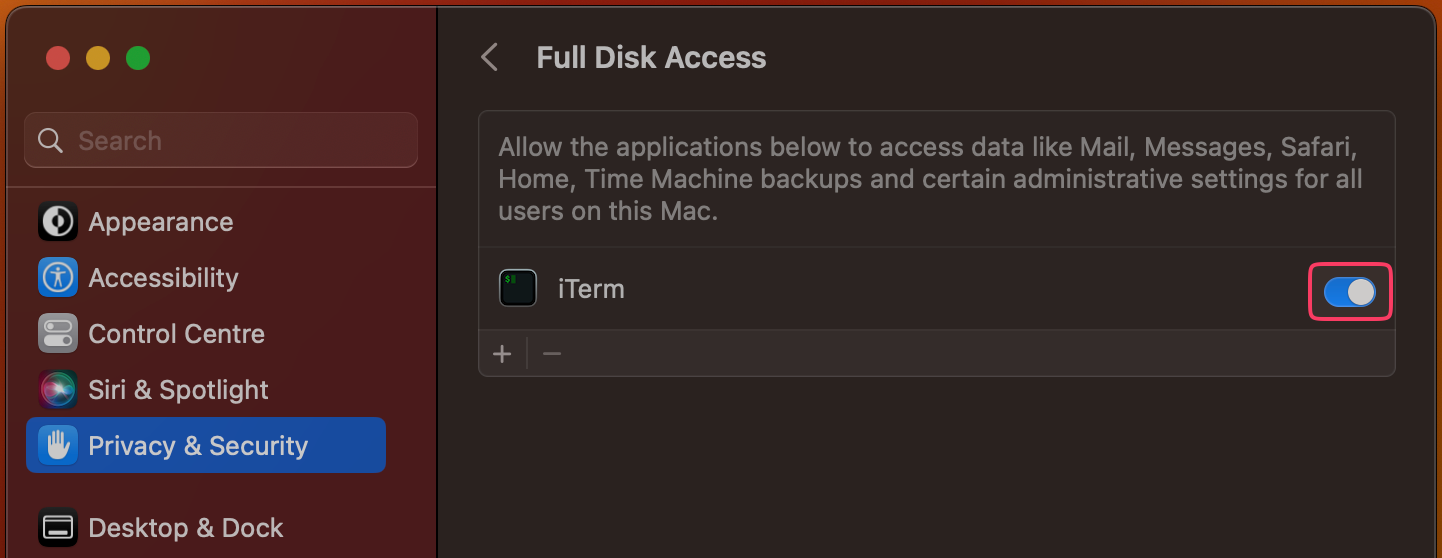 Full Disk Access
Search
Allow the applications below to access data like Mail, Messages, Safari,
Home, Time Machine backups and certain administrative settings for all
users on this Mac.
Appearance
Accessibility
Control Centre
Siri & Spotlight
Privacy & Security
Desktop & Dock
$
iTerm
+
−